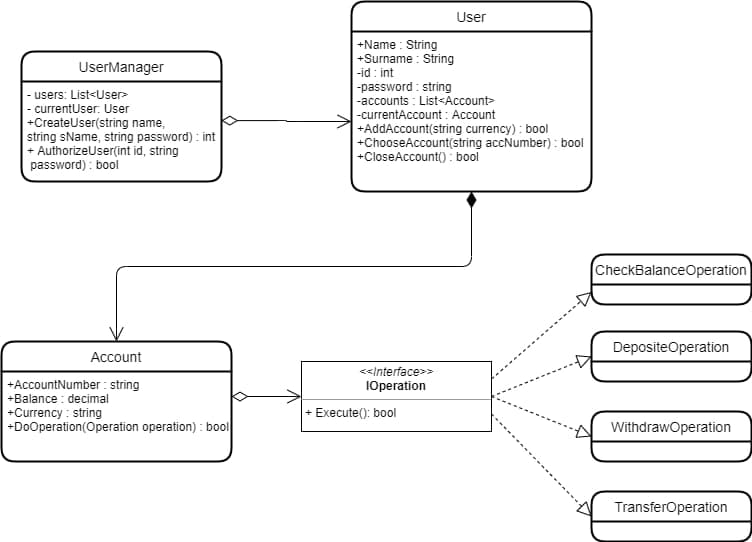 User
+Name : String
+Surname : String
-id : int
-password : string
-accounts : List<Account>
-currentAccount : Account
+AddAccount(string currency) : bool
+ChooseAccount(string accNumber) : bool
+CloseAccount() : bool
UserManager
- users: List<User>
- currentUser: User
+CreateUser(string name,
string sName, string password) : int
+ AuthorizeUser(int id, string
password) : bool
CheckBalanceOperation
DepositeOperation
WithdrawOperation
TransferOperation
Account
+AccountNumber : string
+Balance : decimal
+Currency : string
+DoOperation(Operation operation) : bool
<<Interface>>
IOperation
+ Execute(): bool